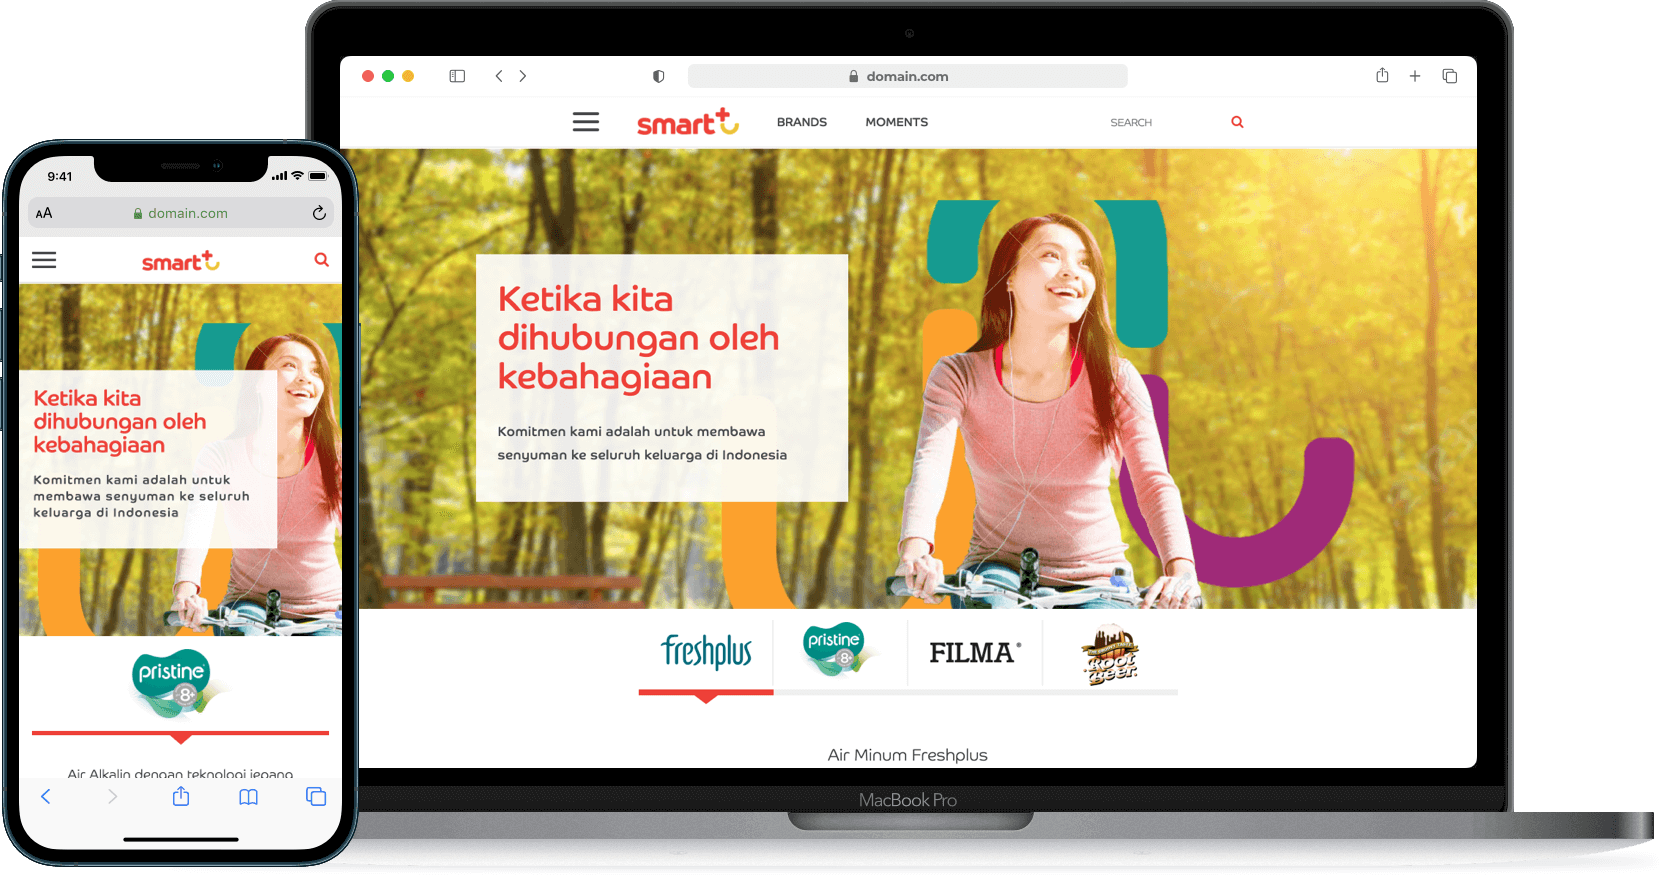 domain.com
smart
BRANDS
MOMENTS
SEARCH
Ketika kita
dihubungan oleh
kebahagiaan
Komitmen kami adalah untuk membawa
senyuman ke seluruh keluarga di Indonesia
freshplus
pristine
8+
FILMA®
ROOT
BEER
Air Minum Freshplus
MacBook Pro
9:41
AA
domain.com
smart
Ketika kita
dihubungan oleh
kebahagiaan
Komitmen kami adalah untuk
membawa senyuman ke seluruh
keluarga di Indonesia
pristine
8+
Air Alkalin dengan teknologi jepang